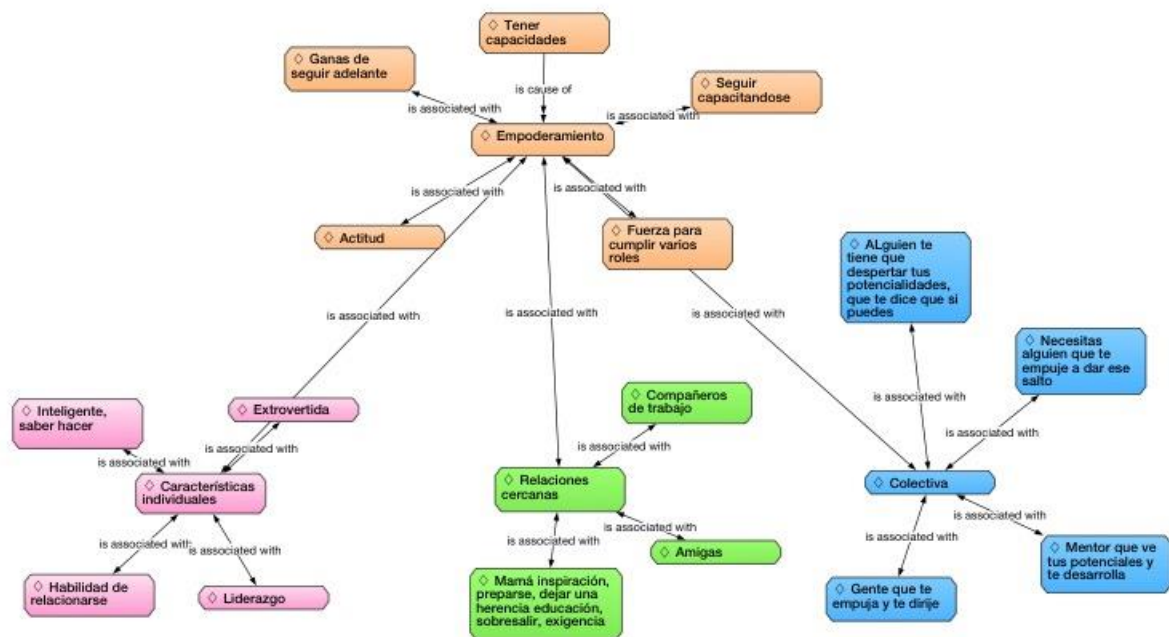 ◇ Tener
capacidades
◇ Ganas de
seguir adelante
◇ Seguir
capacitandose
is cause of
is associated with
is associated with
◇ Empoderamiento
is associated with
is associated with
◇ Actitud
◇ Fuerza para
cumplir varios
roles
◇ ALguien te
tiene que
despertar tus
potencialidades,
que te dice que si
puedes
is associated with
is associated with
is associated with
◇ Necesitas
alguien que te
empuje a dar ese
salto
◇ Inteligente,
saber hacer
◇ Extrovertida
◇ Compañeros
de trabajo
is associated with
is associated with
is associated with
is associated with
is associated with
◇ Características
individuales
◇ Relaciones
cercanas
◇ Colectiva
is associated with
is associated with
is associated with
is associated with
is associated with
is associated with
◇ Habilidad de
relacionarse
◇ Liderazgo
◇ Amigas
◇ Mamá inspiración,
preparse, dejar una
herencia educación,
sobresalir, exigencia
◇ Gente que te
empuja y te dirije
◇ Mentor que ve
tus potenciales y
te desarrolla